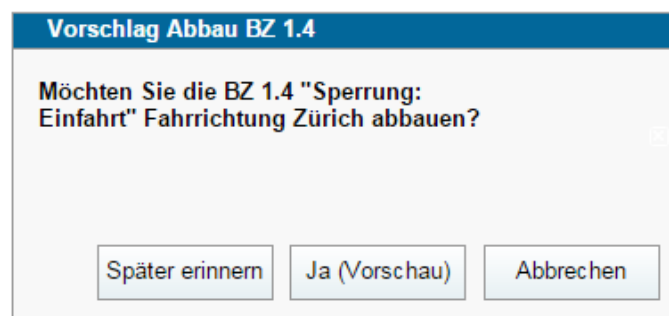 Vorschlag Abbau BZ 1.4
Möchten Sie die BZ 1.4 "Sperrung:
Einfahrt" Fahrrichtung Zürich abbauen?
Später erinnern
Ja (Vorschau)
Abbrechen